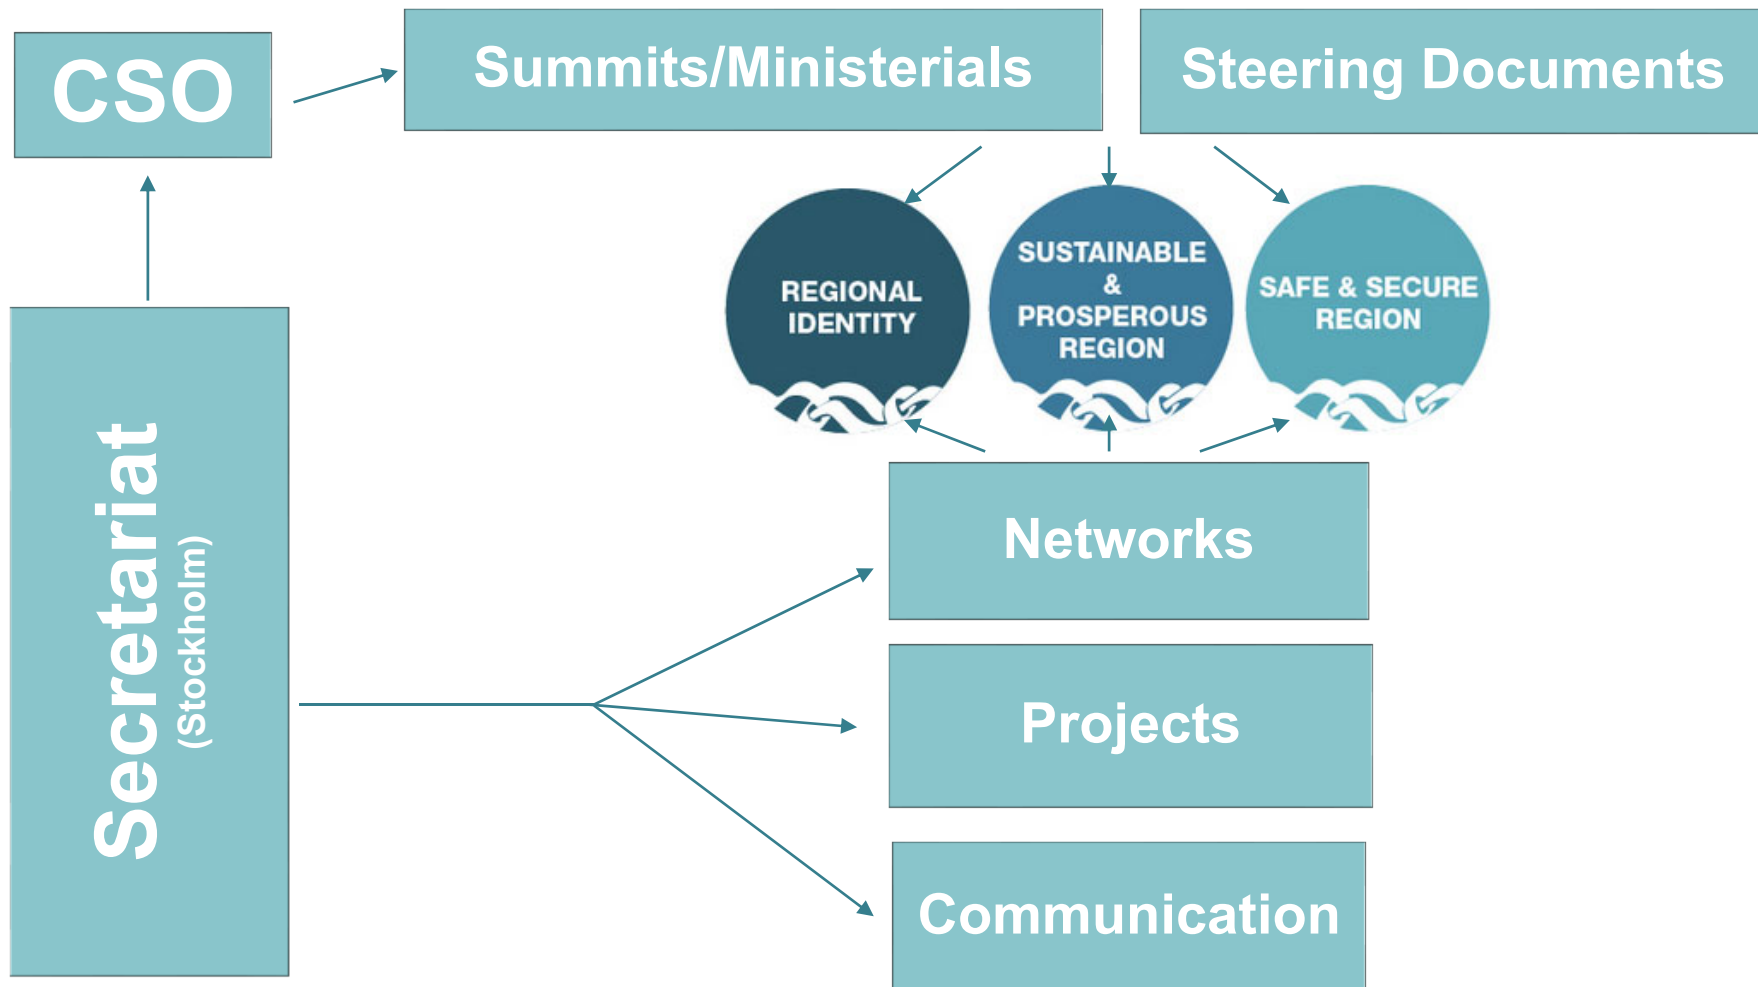 CSO
Summits/Ministerials
Steering Documents
REGIONAL
IDENTITY
SUSTAINABLE
&
PROSPEROUS
REGION
SAFE & SECURE
REGION
Secretariat
(Stockholm)
Networks
Projects
Communication